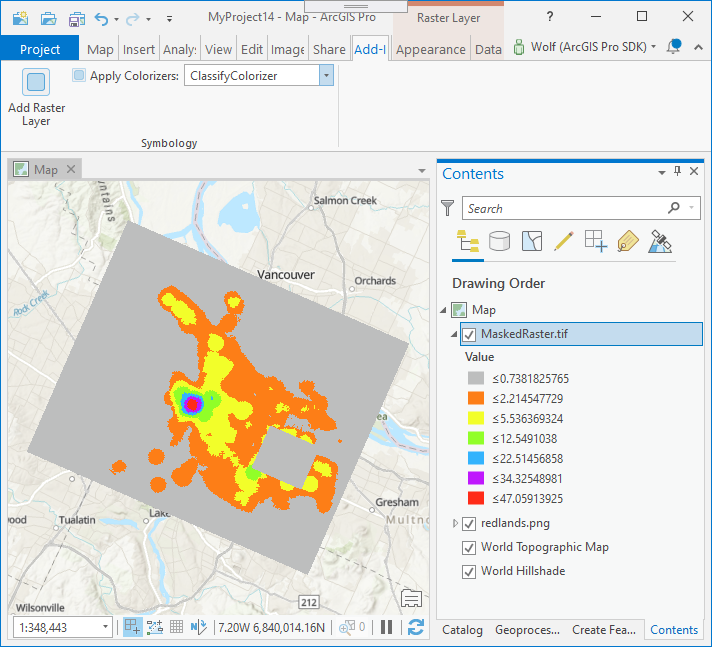 MyProject14 - Map - ArcGIS Pro
Raster Layer
?
Project
Map
Insert
Analy:
View
Edit
Image
Share
Add-I
Appearance
Data
Wolf (ArcGIS Pro SDK)
Add Raster
Layer
Apply Colorizers:
ClassifyColorizer
Symbology
Map
Salmon Creek
Vancouver
Orchards
Rock Creek
Gresham
Tualatin
Lake
Wilsonville
212
1:348,443
7.20W 6,840,014.16N
0
Contents
Search
Drawing Order
Map
MaskedRaster.tif
Value
≤0.7381825765
≤2.214547729
≤5.536369324
≤12.5491038
≤22.51456858
≤34.32548981
≤47.05913925
redlands.png
World Topographic Map
World Hillshade
Catalog
Geoproces...
Create Fea...
Contents